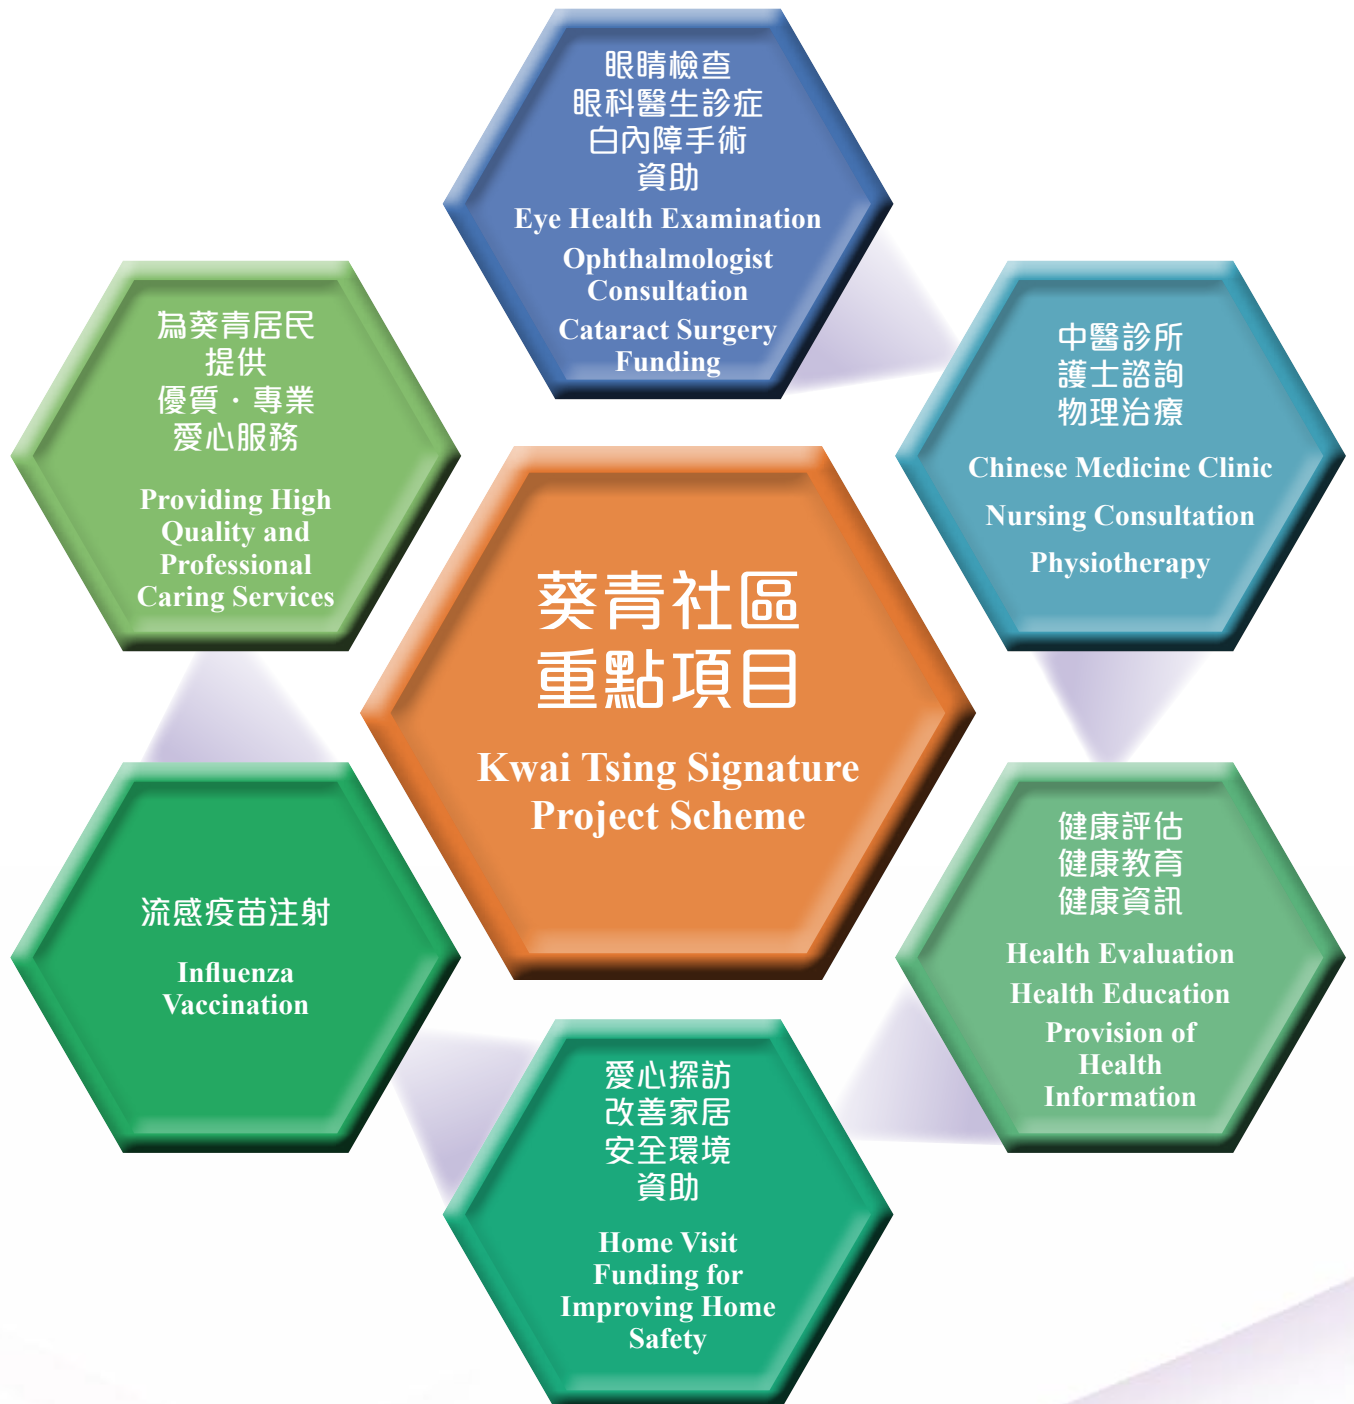 眼睛檢查
眼科醫生診症
白內障手術
資助
Eye Health Examination
Ophthalmologist
Consultation
Cataract Surgery
Funding
中醫診所
護士諮詢
物理治療
Chinese Medicine Clinic
Nursing Consultation
Physiotherapy
健康評估
健康教育
健康資訊
Health Evaluation
Health Education
Provision of
Health
Information
愛心探訪
改善家居
安全環境
資助
Home Visit
Funding for
Improving Home
Safety
流感疫苗注射
Influenza
Vaccination
為葵青居民
提供
優質・專業
愛心服務
Providing High
Quality and
Professional
Caring Services
葵青社區
重點項目
Kwai Tsing Signature
Project Scheme